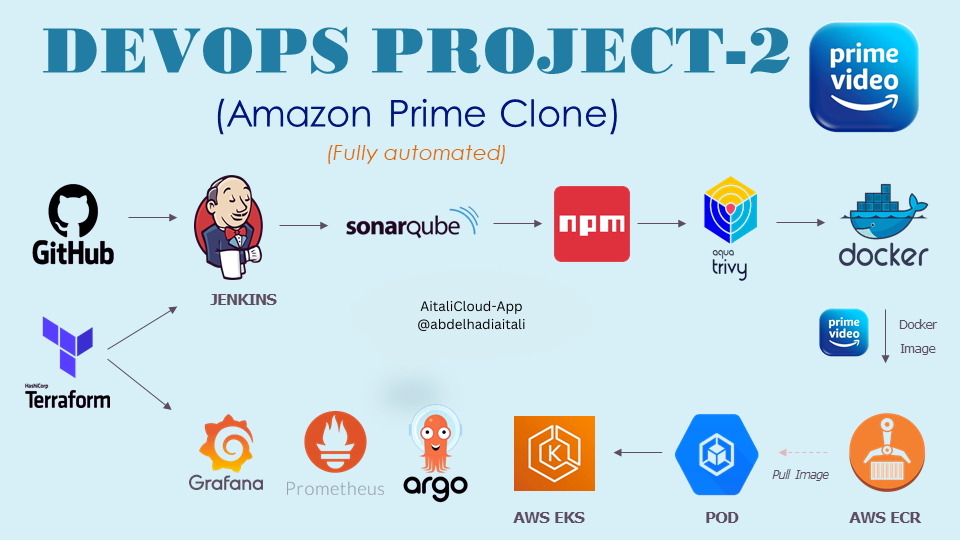 DEVOPS PROJECT-2
prime
video
(Amazon Prime Clone)
(Fully automated)
GitHub
JENKINS
sonarqube
npm
aqua
trivy
docker
AitaliCloud-App
@abdelhadiaitali
prime
video
Docker
Image
HashiCorp
Terraform
Grafana
Prometheus
argo
K
AWS EKS
POD
Pull Image
AWS ECR